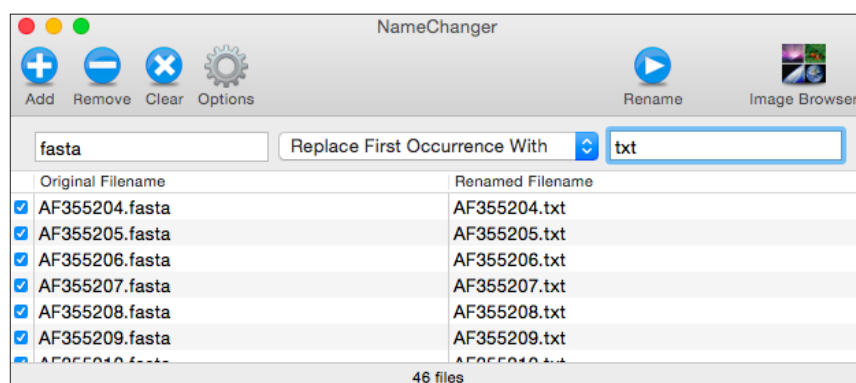 NameChanger
Add Remove Clear Options Rename Image Browser
fasta Replace First Occurrence With txt
Original Filename Renamed Filename
AF355204.fasta AF355204.txt
AF355205.fasta AF355205.txt
AF355206.fasta AF355206.txt
AF355207.fasta AF355207.txt
AF355208.fasta AF355208.txt
AF355209.fasta AF355209.txt
46 files